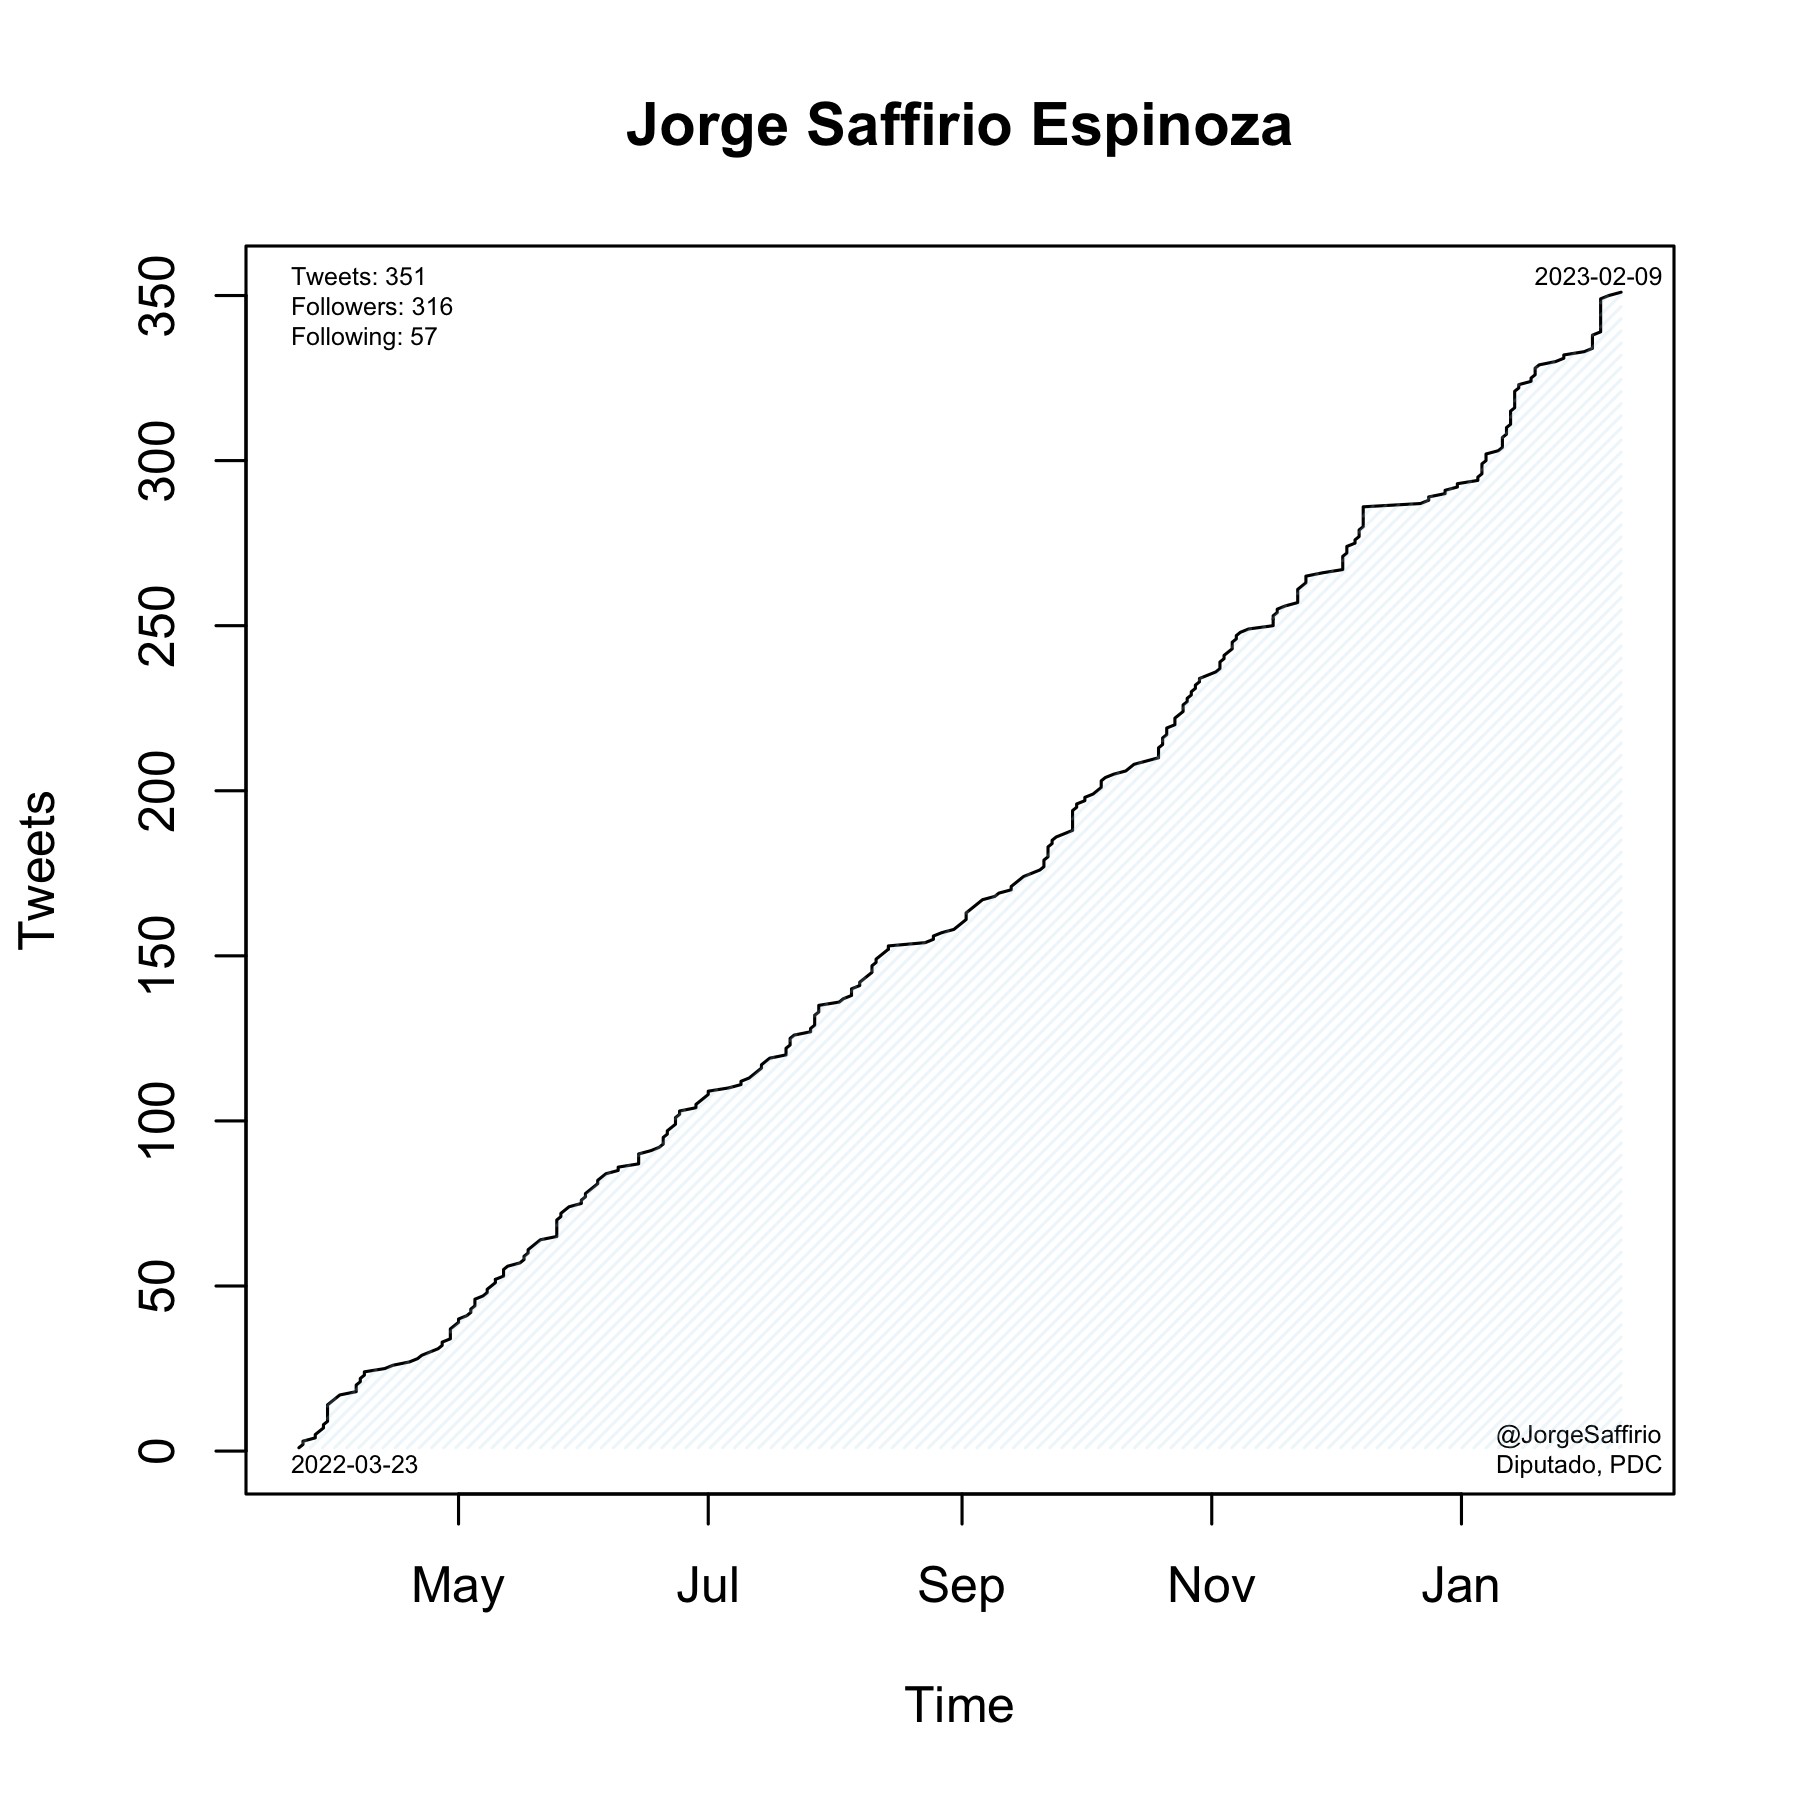 Jorge Saffirio Espinoza
Tweets: 351
Followers: 316
Following: 57
2023-02-09
350
300
250
200
150
100
50
0
Tweets
2022-03-23
@JorgeSaffirio
Diputado, PDC
May Jul Sep Nov Jan
Time